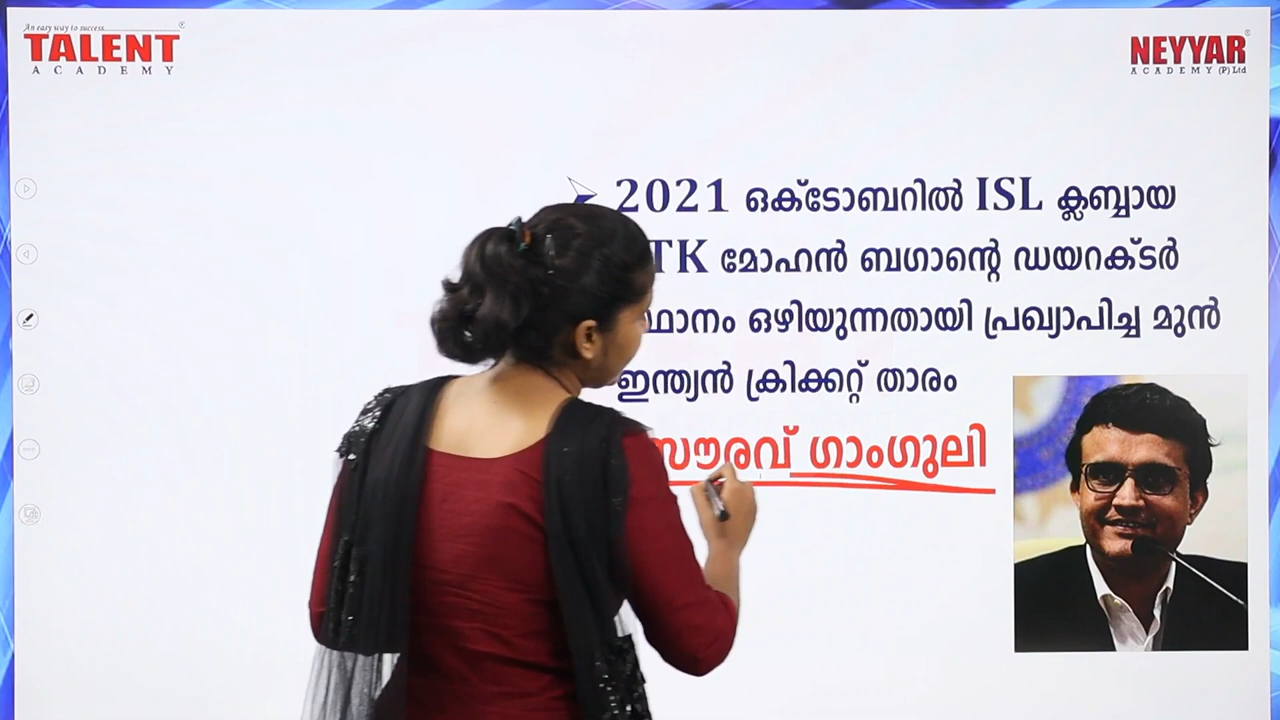 An easy way to success
TALENT
ACADEMY
NEYYAR
ACADEMY (P) Ltd
2021 ഒക്ടോബറിൽ ISL ക്ലബ്ബായ
TK മോഹൻ ബഗാന്റെ ഡയറക്ടർ
ഥാനം ഒഴിയുന്നതായി പ്രഖ്യാപിച്ച മുൻ
ഇന്ത്യൻ ക്രിക്കറ്റ് താരം
സൗരവ് ഗാംഗുലി